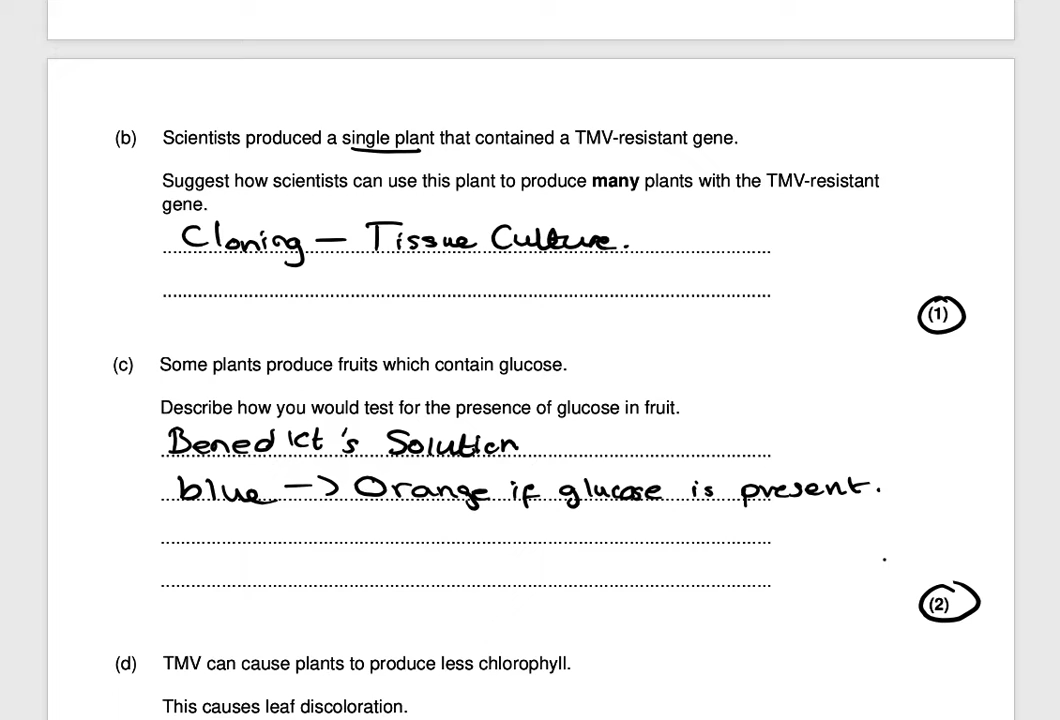 (b) Scientists produced a single plant that contained a TMV-resistant gene.
Suggest how scientists can use this plant to produce many plants with the TMV-resistant
gene.
Cloning – Tissue Culture.
(1)
(c) Some plants produce fruits which contain glucose.
Describe how you would test for the presence of glucose in fruit.
Benedict's Solution
blue -> Orange if glucose is present.
(2)
(d) TMV can cause plants to produce less chlorophyll.
This causes leaf discoloration.